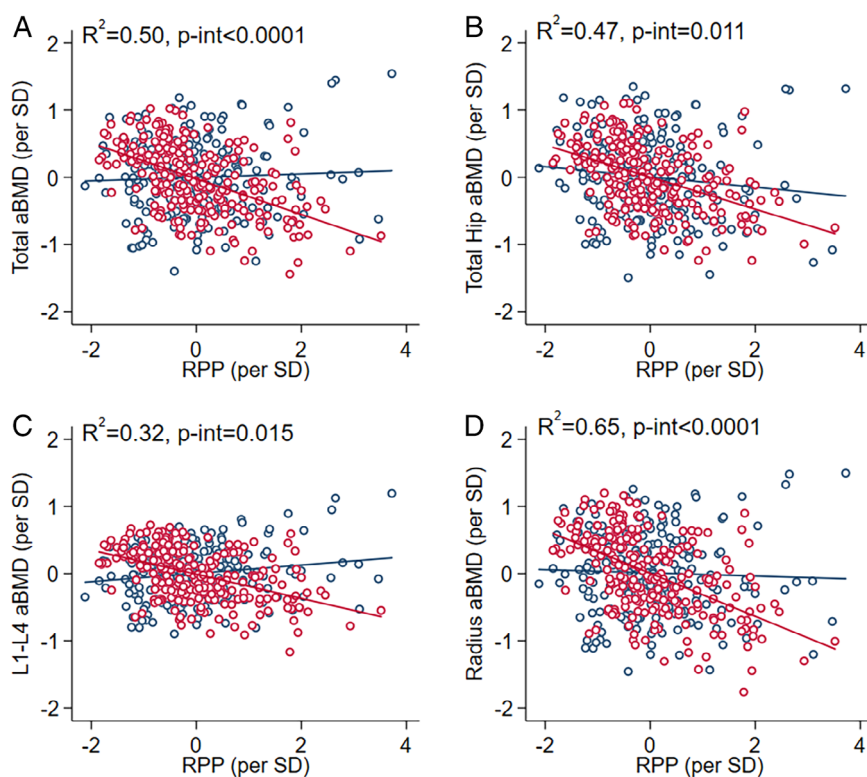 A
R²=0.50, p-int<0.0001
Total aBMD (per SD)
2
1
0
-1
-2
-2 0 2 4
RPP (per SD)
B
R²=0.47, p-int=0.011
Total Hip aBMD (per SD)
2
1
0
-1
-2
-2 0 2 4
RPP (per SD)
C
R²=0.32, p-int=0.015
L1-L4 aBMD (per SD)
2
1
0
-1
-2
-2 0 2 4
RPP (per SD)
D
R²=0.65, p-int<0.0001
Radius aBMD (per SD)
2
1
0
-1
-2
-2 0 2 4
RPP (per SD)